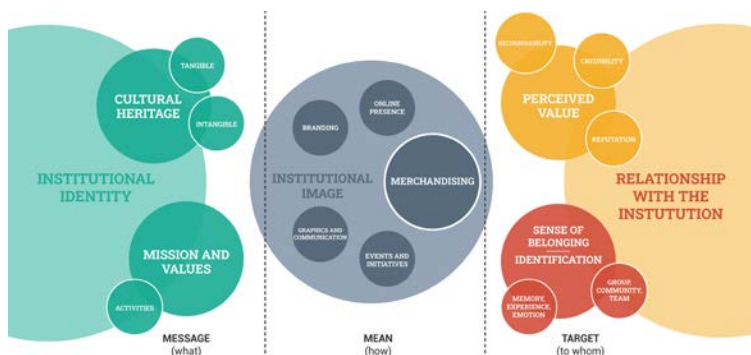 TANGIBLE
CULTURAL
HERITAGE
INTANGIBLE
INSTITUTIONAL
IDENTITY
MISSION AND
VALUES
ACTIVITIES
MESSAGE
(what)
ONLINE
PRESENCE
BRANDING
INSTITUTIONAL
IMAGE
MERCHANDISING
GRAPHICS AND
COMMUNICATION
EVENTS AND
INITIATIVES
MEAN
(how)
RECOGNISABILITY
CREDIBILITY
PERCEIVED
VALUE
REPUTATION
RELATIONSHIP
WITH THE
INSTUTUTION
SENSE OF
BELONGING
IDENTIFICATION
MEMORY,
EXPERIENCE,
EMOTION
GROUP,
COMMUNITY,
TEAM
TARGET
(to whom)